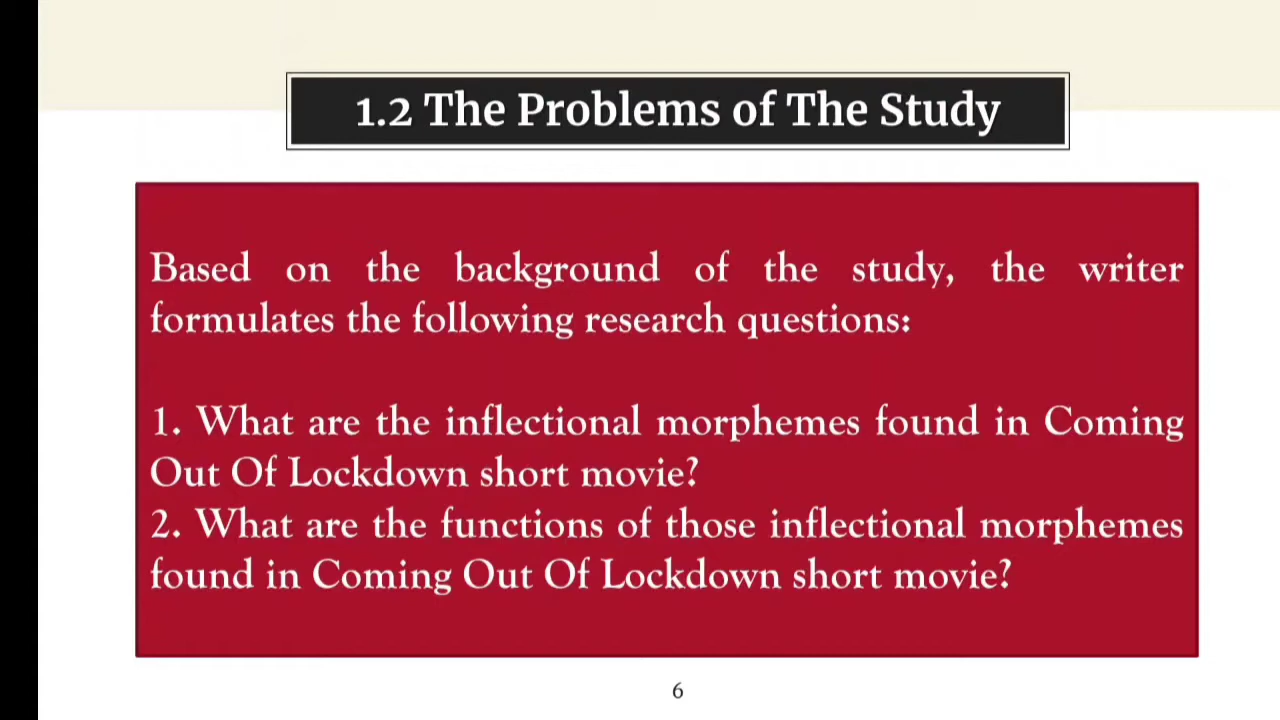 1.2 The Problems of The Study
Based on the background of the study, the writer
formulates the following research questions:
1. What are the inflectional morphemes found in Coming
Out Of Lockdown short movie?
2. What are the functions of those inflectional morphemes
found in Coming Out Of Lockdown short movie?
6